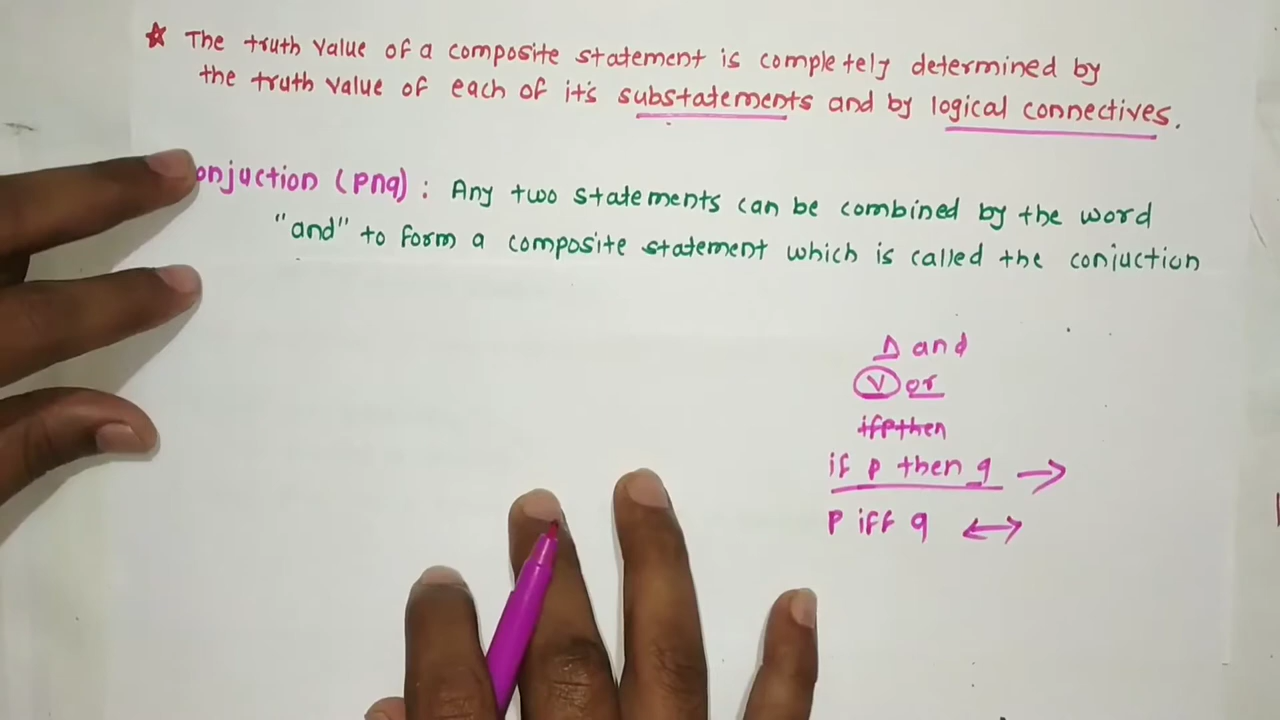 ☆ The truth value of a composite statement is completely determined by
the truth value of each of it's substatements and by logical connectives.
onjuction (p∧q) : Any two statements can be combined by the word
"and" to form a composite statement which is called the conjuction
∧ and
∨ or
if p then
if p then q →
p iff q ↔